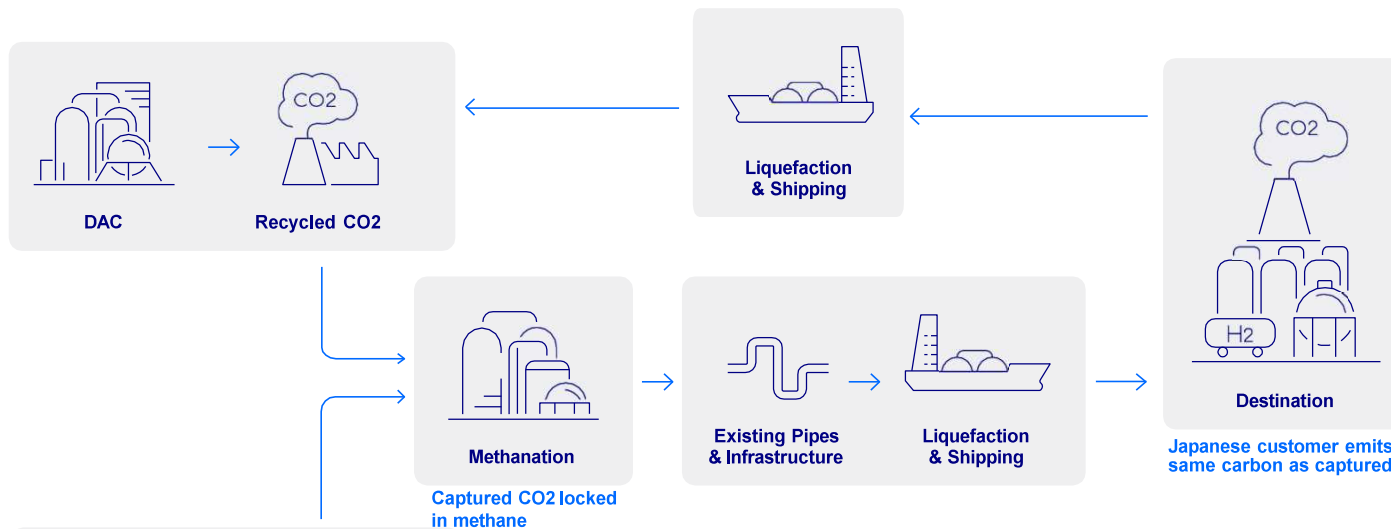 CO2
DAC
Recycled CO2
Liquefaction
& Shipping
CO2
H2
Destination
Japanese customer emits
same carbon as captured
Methanation
Captured CO2 locked
in methane
Existing Pipes
& Infrastructure
Liquefaction
& Shipping